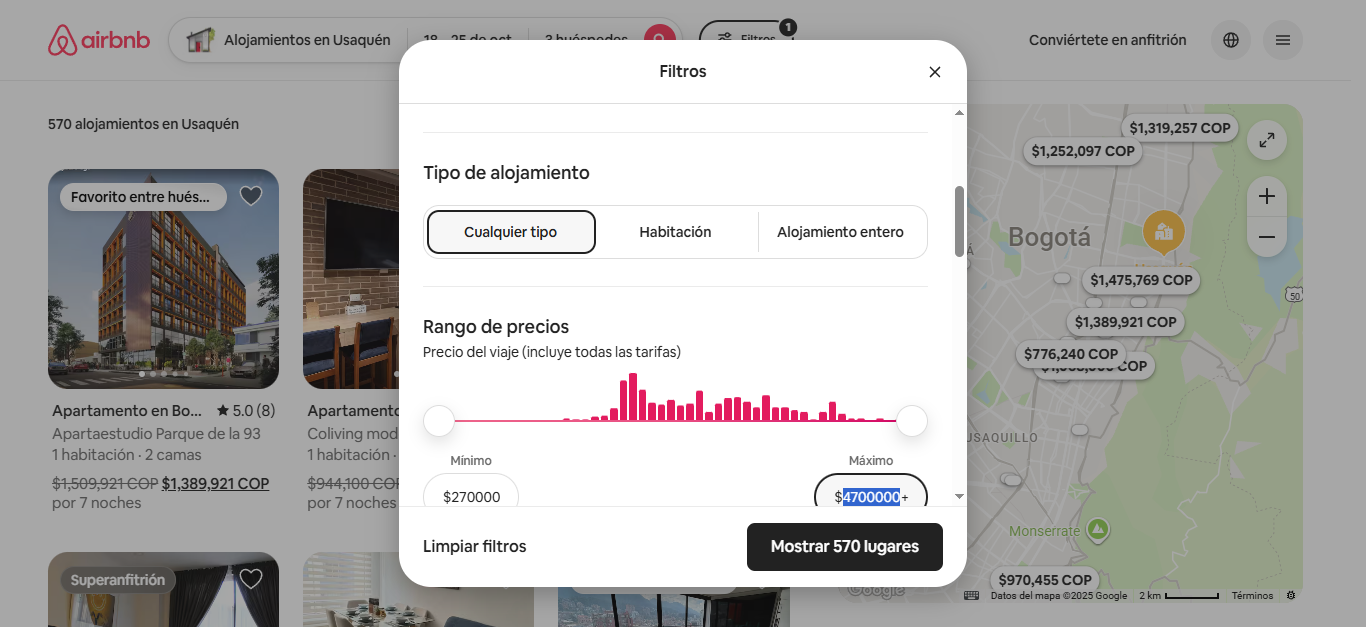 airbnb
Alojamientos en Usaquén
18 – 25 de oct
3 huéspedes
Filtros
1
Conviértete en anfitrión
570 alojamientos en Usaquén
Favorito entre hués...
Apartamento en Bo...
5.0 (8)
Apartaestudio Parque de la 93
1 habitación · 2 camas
$1,509,921 COP $1,389,921 COP
por 7 noches
Apartamento
Coliving mod
1 habitación ·
$944,100 COP
por 7 noches
Superanfitrión
Filtros
Tipo de alojamiento
Cualquier tipo
Habitación
Alojamiento entero
Rango de precios
Precio del viaje (incluye todas las tarifas)
Mínimo
Máximo
$270000
$4700000+
Limpiar filtros
Mostrar 570 lugares
$1,319,257 COP
$1,252,097 COP
Bogotá
$1,475,769 COP
50
$1,389,921 COP
$776,240 COP
COP
USAQUILLO
Monserrate
$970,455 COP
Google
Datos del mapa ©2025 Google
2 km
Términos